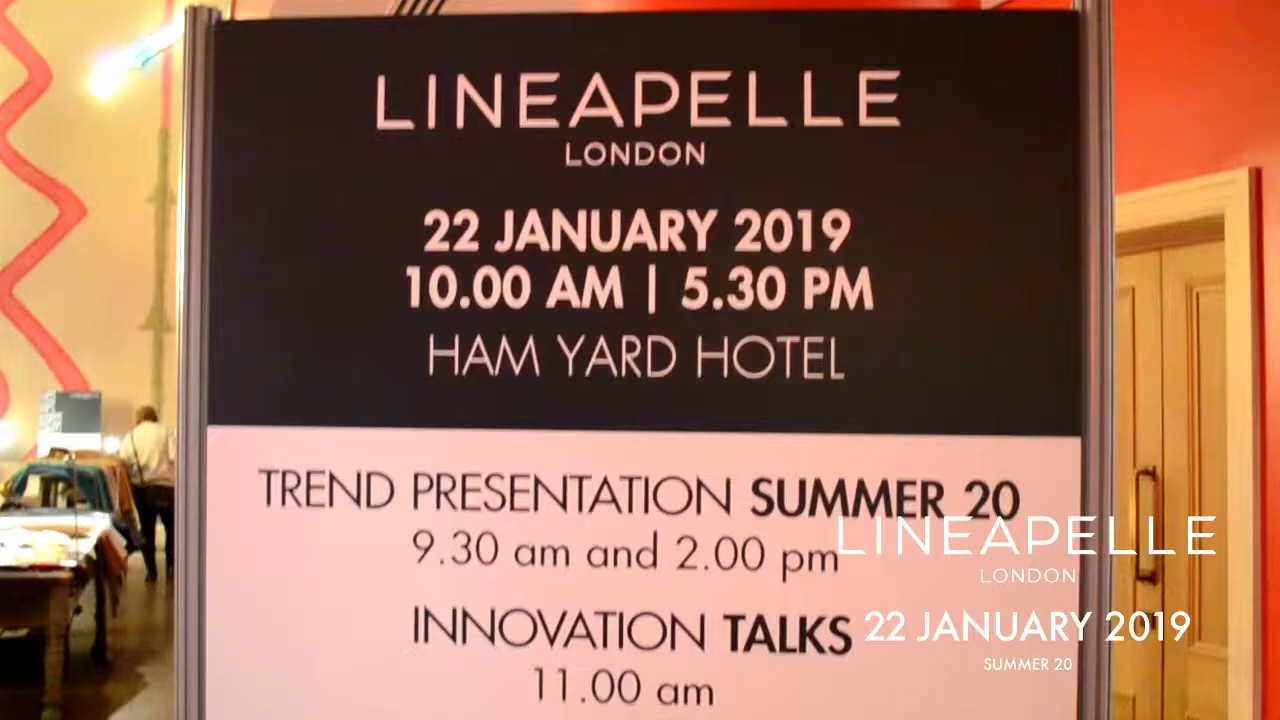 LINEAPELLE
LONDON
22 JANUARY 2019
10.00 AM | 5.30 PM
HAM YARD HOTEL
TREND PRESENTATION SUMMER 20
9.30 am and 2.00 pm
INNOVATION TALKS
11.00 am
LINEAPELLE
LONDON
22 JANUARY 2019
SUMMER 20